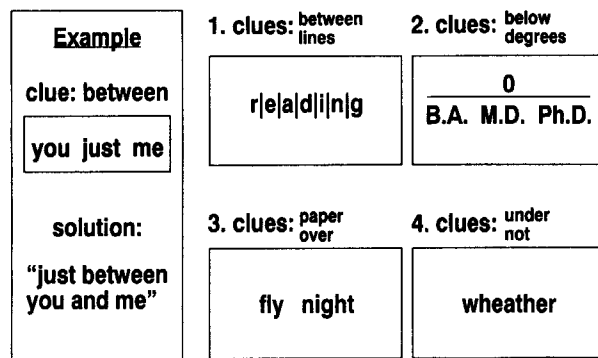 Example
clue: between
you just me
solution:
“just between
you and me”
1. clues: between
lines
r|e|a|d|i|n|g
2. clues: below
degrees
0
B.A. M.D. Ph.D.
3. clues: paper
over
fly night
4. clues: under
not
wheather